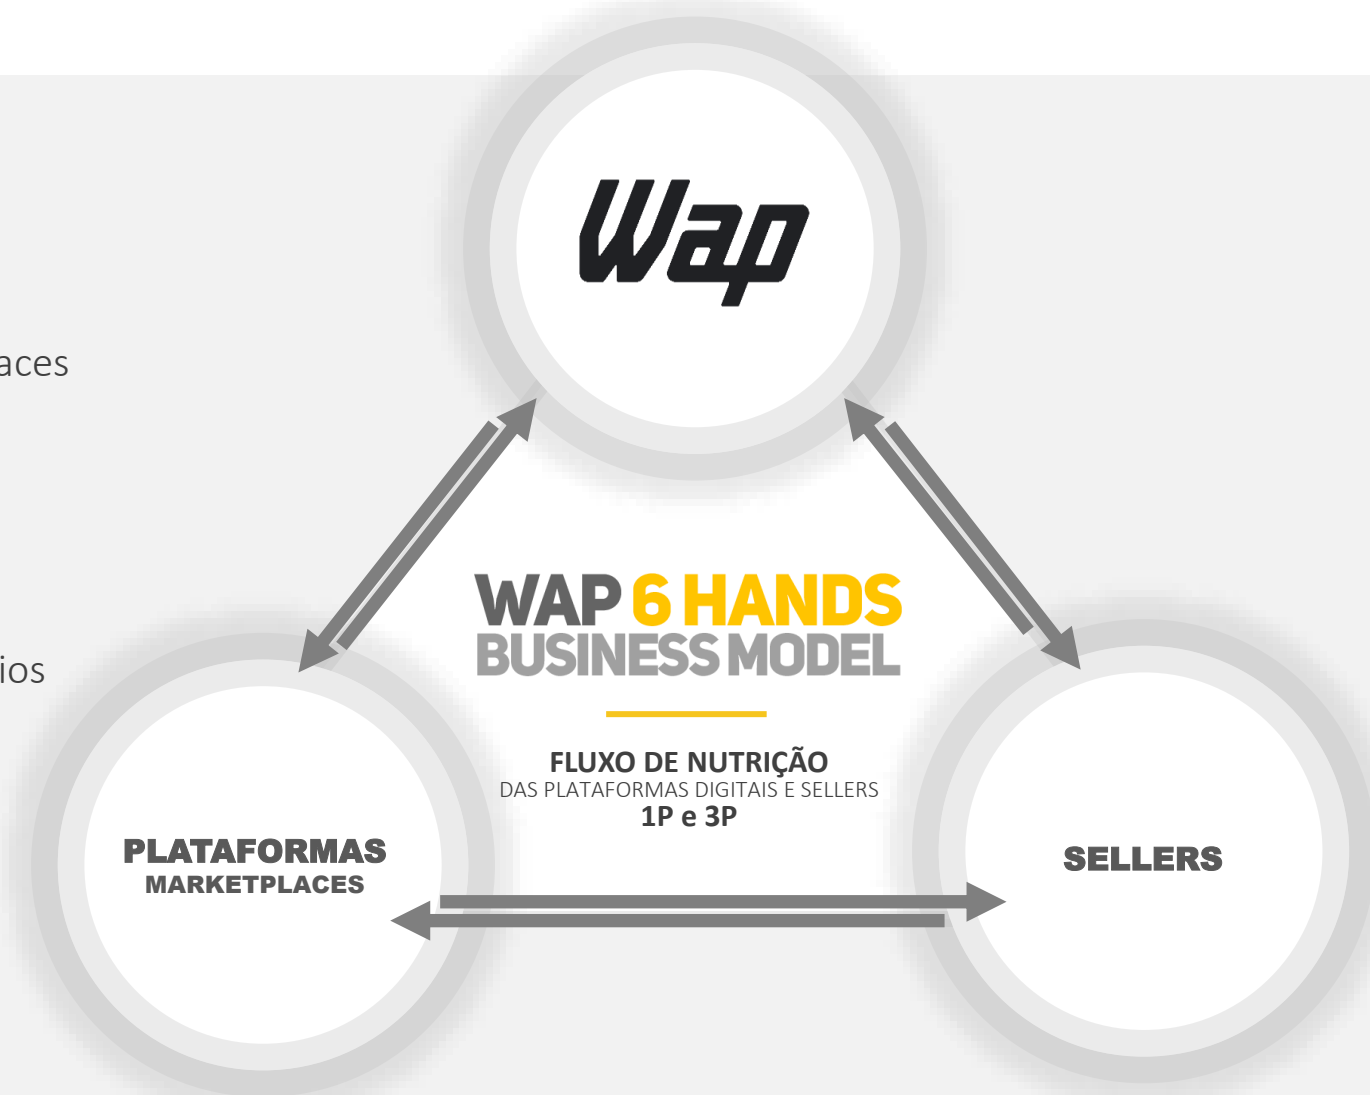 Wap
aces
WAP 6 HANDS
BUSINESS MODEL
ios
FLUXO DE NUTRIÇÃO
DAS PLATAFORMAS DIGITAIS E SELLERS
1P e 3P
PLATAFORMAS
MARKETPLACES
SELLERS